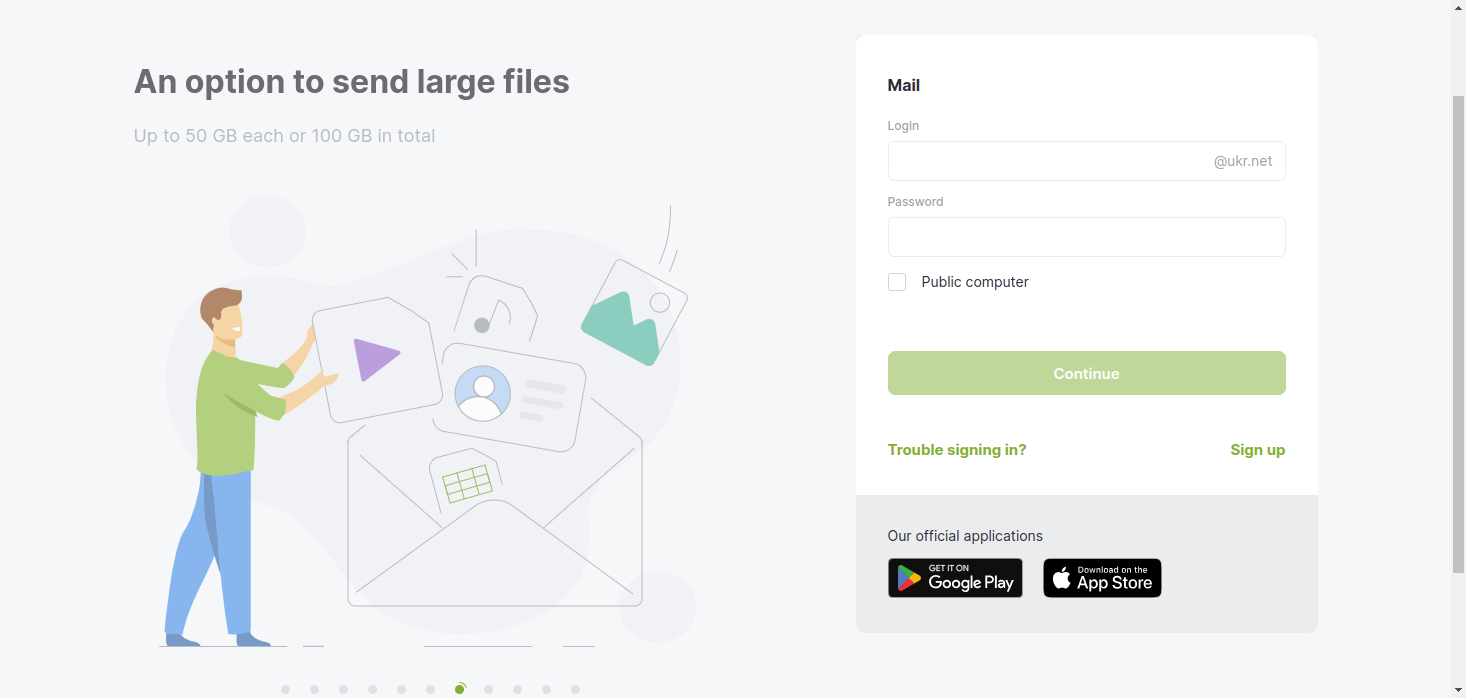 An option to send large files
Up to 50 GB each or 100 GB in total
Mail
Login
@ukr.net
Password
Public computer
Continue
Trouble signing in?
Sign up
Our official applications
GET IT ON
Google Play
Download on the
App Store